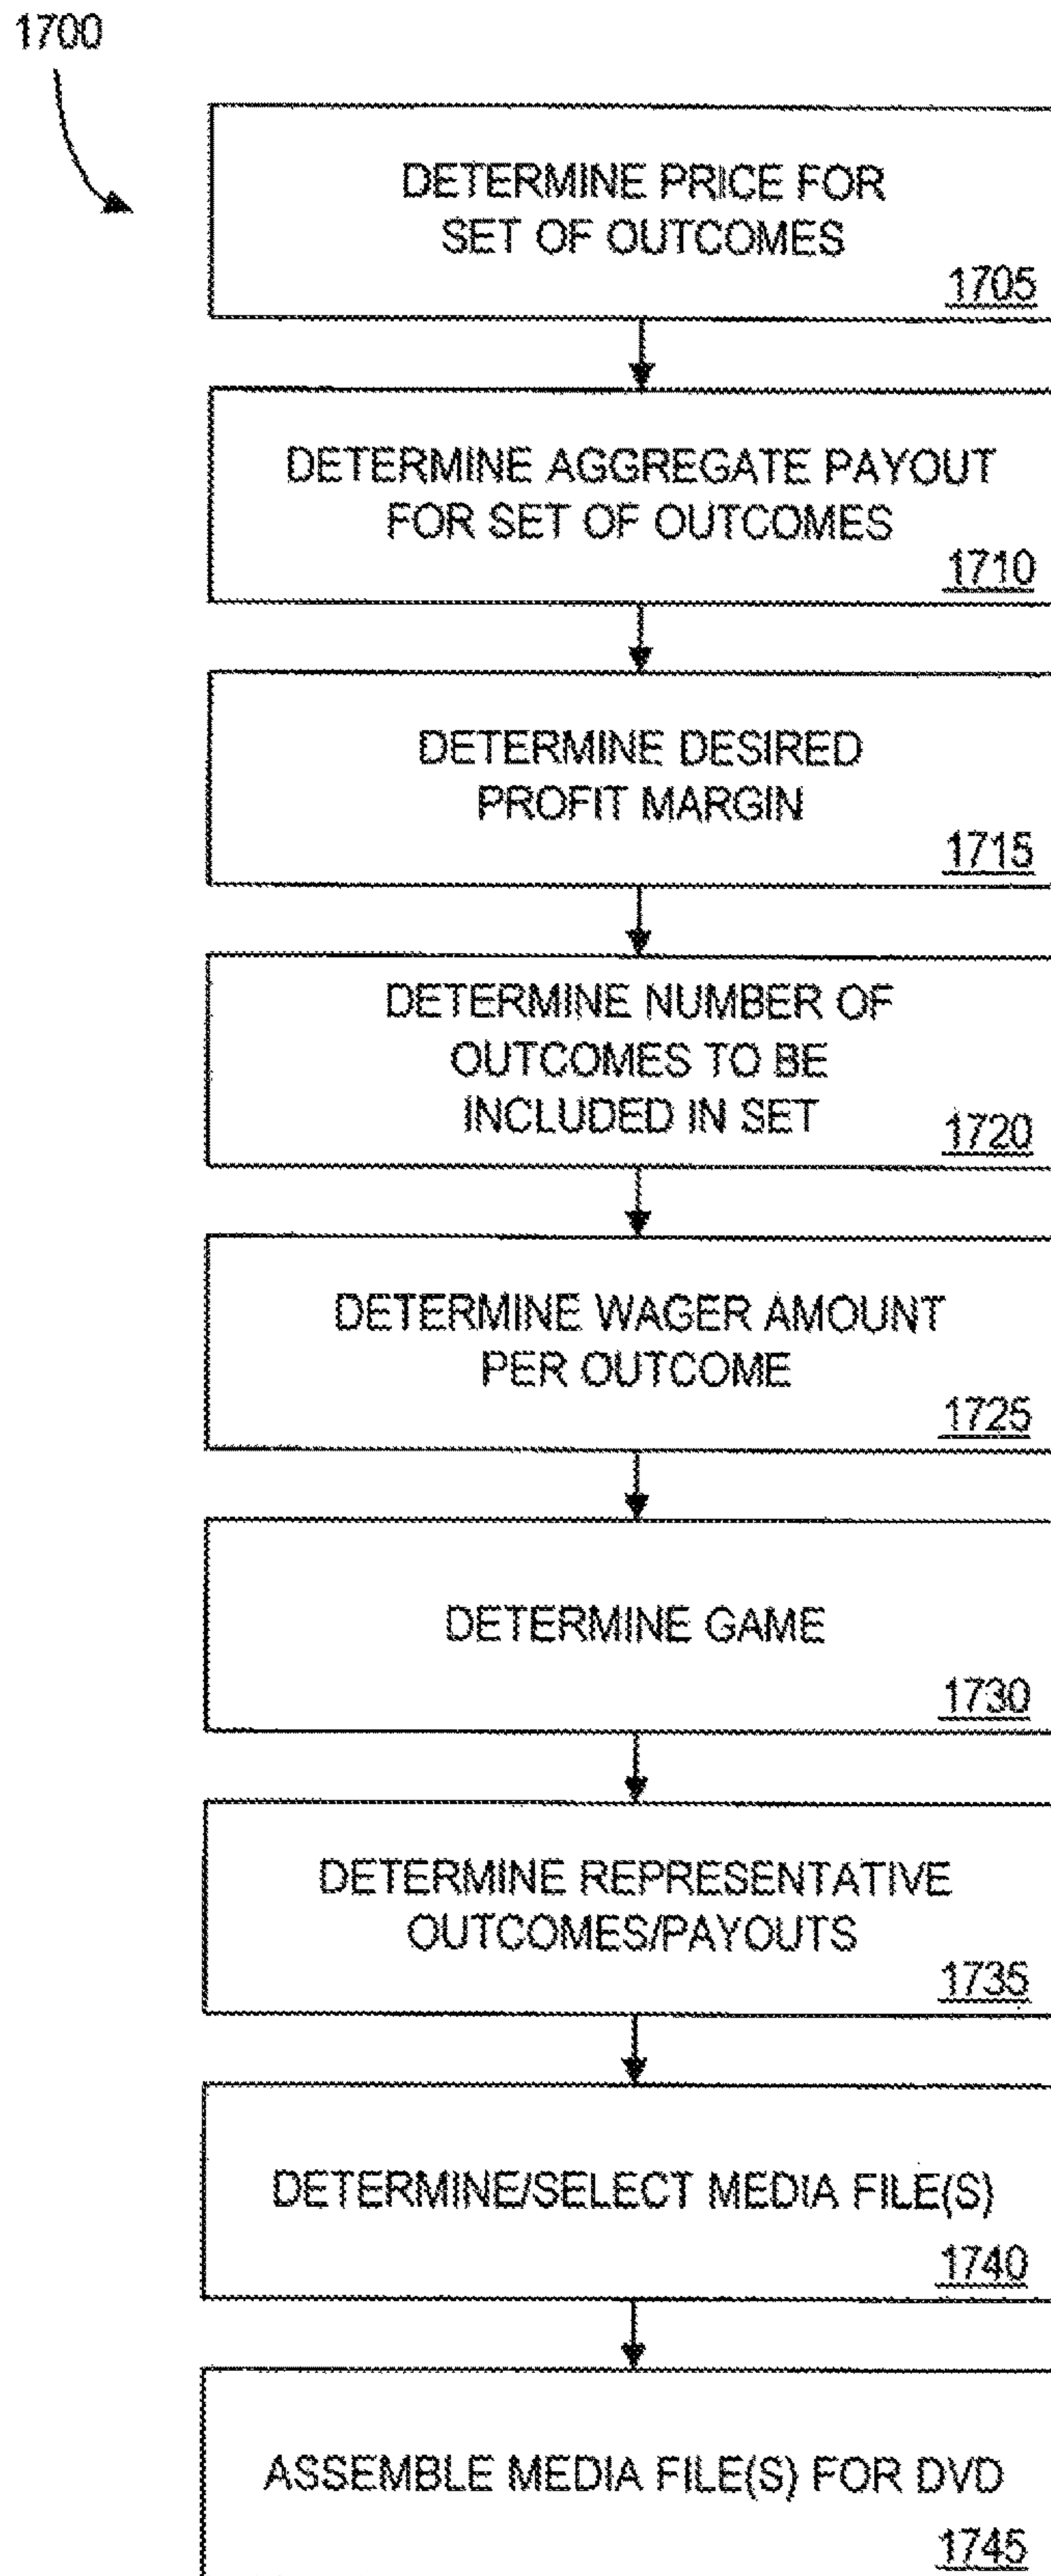 1700
DETERMINE PRICE FOR
SET OF OUTCOMES
1705
DETERMINE AGGREGATE PAYOUT
FOR SET OF OUTCOMES
1710
DETERMINE DESIRED
PROFIT MARGIN
1715
DETERMINE NUMBER OF
OUTCOMES TO BE
INCLUDED IN SET
1720
DETERMINE WAGER AMOUNT
PER OUTCOME
1725
DETERMINE GAME
1730
DETERMINE REPRESENTATIVE
OUTCOMES/PAYOUTS
1735
DETERMINE/SELECT MEDIA FILE(S)
1740
ASSEMBLE MEDIA FILE(S) FOR DVD
1745